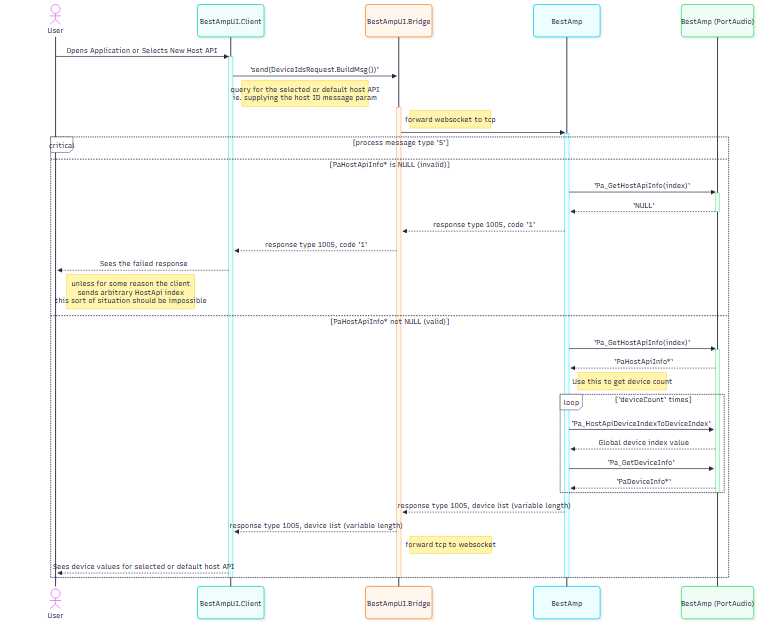 User
BestAmpUI.Client
BestAmpUI.Bridge
BestAmp
BestAmp (PortAudio)
Opens Application or Selects New Host API
'send(DeviceIdsRequest.BuildMsg())'
query for the selected or default host API
ie. supplying the host ID message param
forward websocket to tcp
critical
[process message type '5']
[PaHostApiInfo* is NULL (invalid)]
'Pa_GetHostApiInfo(index)'
'NULL'
response type 1005, code '1'
response type 1005, code '1'
Sees the failed response
unless for some reason the client
sends arbitrary HostApi index
this sort of situation should be impossible
[PaHostApiInfo* not NULL (valid)]
'Pa_GetHostApiInfo(index)'
'PaHostApiInfo*'
Use this to get device count
loop
['deviceCount' times]
'Pa_HostApiDeviceIndexToDeviceIndex'
Global device index value
'Pa_GetDeviceInfo'
'PaDeviceInfo*'
response type 1005, device list (variable length)
response type 1005, device list (variable length)
forward tcp to websocket
Sees device values for selected or default host API
User
BestAmpUI.Client
BestAmpUI.Bridge
BestAmp
BestAmp (PortAudio)